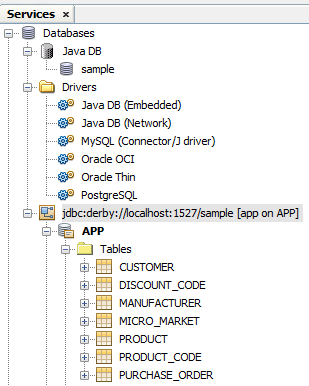 Services
Databases
Java DB
sample
Drivers
Java DB (Embedded)
Java DB (Network)
MySQL (Connector/J driver)
Oracle OCI
Oracle Thin
PostgreSQL
jdbc:derby://localhost:1527/sample [app on APP]
APP
Tables
CUSTOMER
DISCOUNT_CODE
MANUFACTURER
MICRO_MARKET
PRODUCT
PRODUCT_CODE
PURCHASE_ORDER